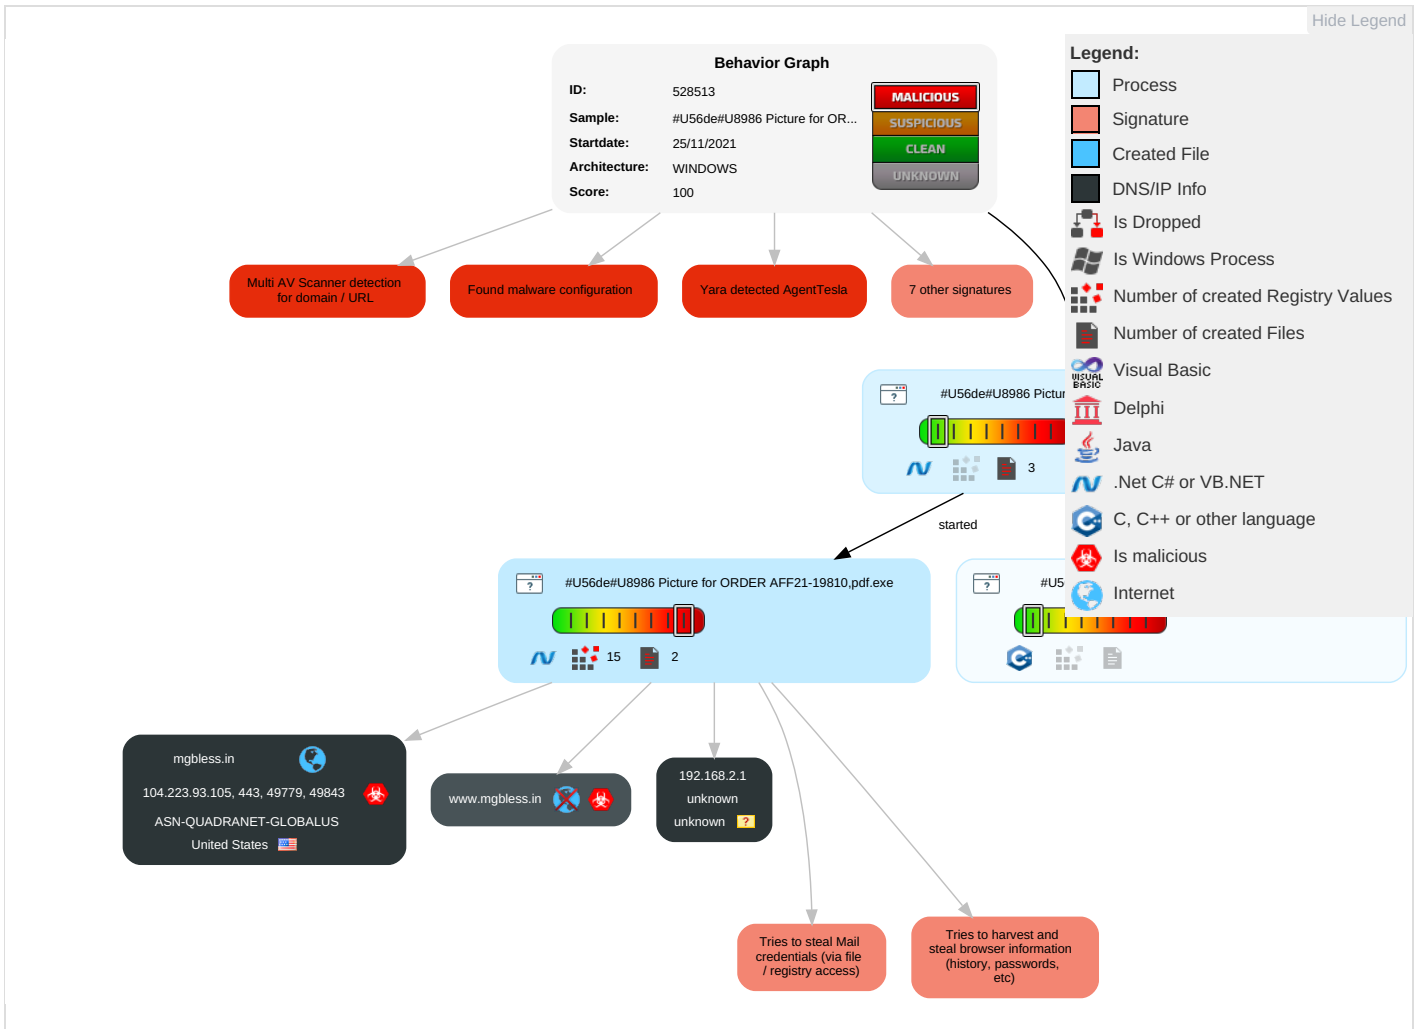 Hide Legend
Behavior Graph
ID: 528513
Sample: #U56de#U8986 Picture for OR...
Startdate: 25/11/2021
Architecture: WINDOWS
Score: 100
MALICIOUS
SUSPICIOUS
CLEAN
UNKNOWN
Legend:
Process
Signature
Created File
DNS/IP Info
Is Dropped
Is Windows Process
Number of created Registry Values
Number of created Files
Visual Basic
Delphi
Java
.Net C# or VB.NET
C, C++ or other language
Is malicious
Internet
VISUAL
BASIC
Multi AV Scanner detection
for domain / URL
Found malware configuration
Yara detected AgentTesla
7 other signatures
#U56de#U8986 Pictur
3
started
#U56de#U8986 Picture for ORDER AFF21-19810,pdf.exe
15
2
#U5
mgbless.in
104.223.93.105, 443, 49779, 49843
ASN-QUADRANET-GLOBALUS
United States
www.mgbless.in
192.168.2.1
unknown
unknown
Tries to steal Mail
credentials (via file
/ registry access)
Tries to harvest and
steal browser information
(history, passwords,
etc)